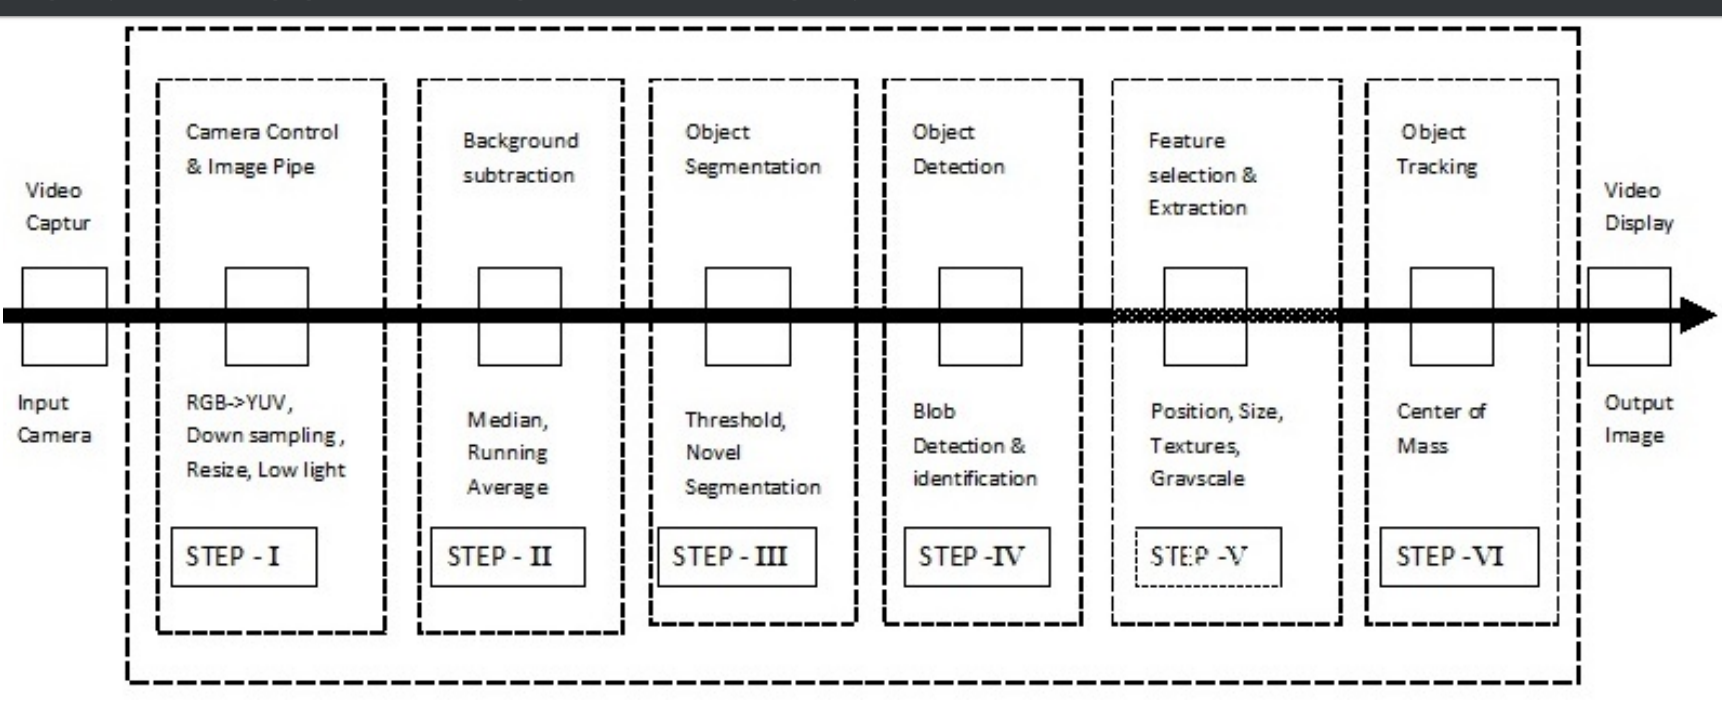 Video
Captur
Input
Camera
Camera Control
& Image Pipe
RGB->YUV,
Down sampling ,
Resize, Low light
STEP - I
Background
subtraction
Median,
Running
Average
STEP - II
Object
Segmentation
Threshold,
Novel
Segmentation
STEP - III
Object
Detection
Blob
Detection &
identification
STEP -IV
Feature
selection &
Extraction
Position, Size,
Textures,
Gravscale
STEP -V
Object
Tracking
Center of
Mass
STEP -VI
Video
Display
Output
Image